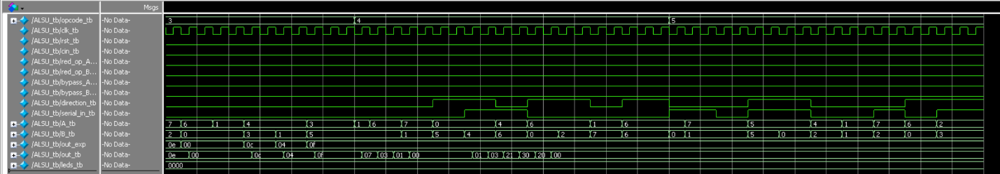 Msgs
/ALSU_tb/opcode_tb -No Data- 3 4 5
/ALSU_tb/clk_tb -No Data-
/ALSU_tb/rst_tb -No Data-
/ALSU_tb/cin_tb -No Data-
/ALSU_tb/red_op_A... -No Data-
/ALSU_tb/red_op_B... -No Data-
/ALSU_tb/bypass_A... -No Data-
/ALSU_tb/bypass_B... -No Data-
/ALSU_tb/direction_tb -No Data-
/ALSU_tb/serial_in_tb -No Data-
/ALSU_tb/A_tb -No Data- 7 6 1 4 3 1 6 7 0 4 6 1 6 7 5 4 1 7 6 2
/ALSU_tb/B_tb -No Data- 2 0 3 1 5 1 5 4 6 0 2 7 6 0 1 5 0 2 1 2 0 3
/ALSU_tb/out_exp -No Data- 0e 00 0c 04 0f
/ALSU_tb/out_tb -No Data- 0e 00 0c 04 0f 07 03 01 00 01 03 21 30 20 00
/ALSU_tb/leds_tb -No Data- 0000